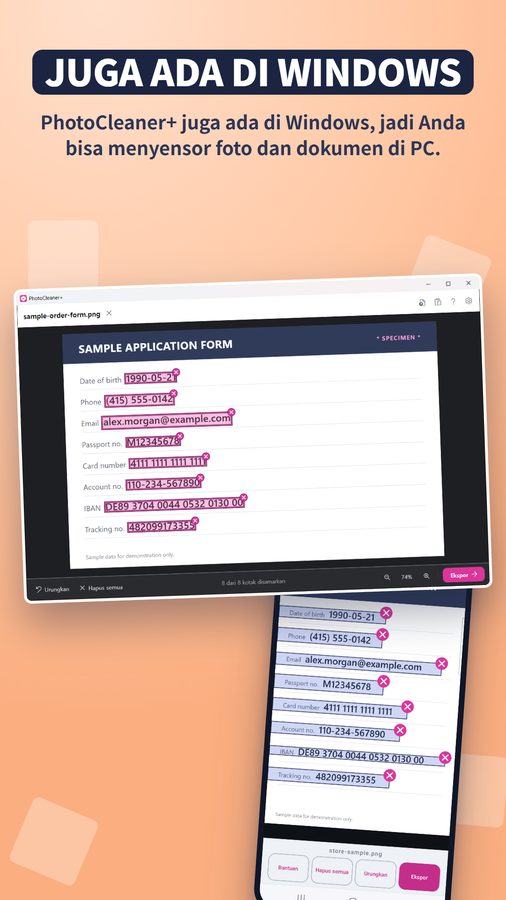 JUGA ADA DI WINDOWS
PhotoCleaner+ juga ada di Windows, jadi Anda
bisa menyensor foto dan dokumen di PC.
PhotoCleaner+
sample-order-form.png
SAMPLE APPLICATION FORM
* SPECIMEN *
Date of birth 1990-05-21
Phone (415) 555-0142
Email alex.morgan@example.com
Passport no. M12345678
Card number 4111 1111 1111 1111
Account no. 110-234-567890
IBAN DE89 3704 0044 0532 0130 00
Tracking no. 482099173355
Sample data for demonstration only.
Urungkan
Hapus semua
8 dari 8 kotak disamarkan
74%
Ekspor
Date of birth 1990-05-21
Phone (415) 555-0142
Email alex.morgan@example.com
Passport no. M12345678
Card number 4111 1111 1111 1111
Account no. 110-234-567890
IBAN DE89 3704 0044 0532 0130 00
Tracking no. 482099173355
Sample data for demonstration only.
store-sample.png
Bantuan
Hapus semua
Urungkan
Ekspor